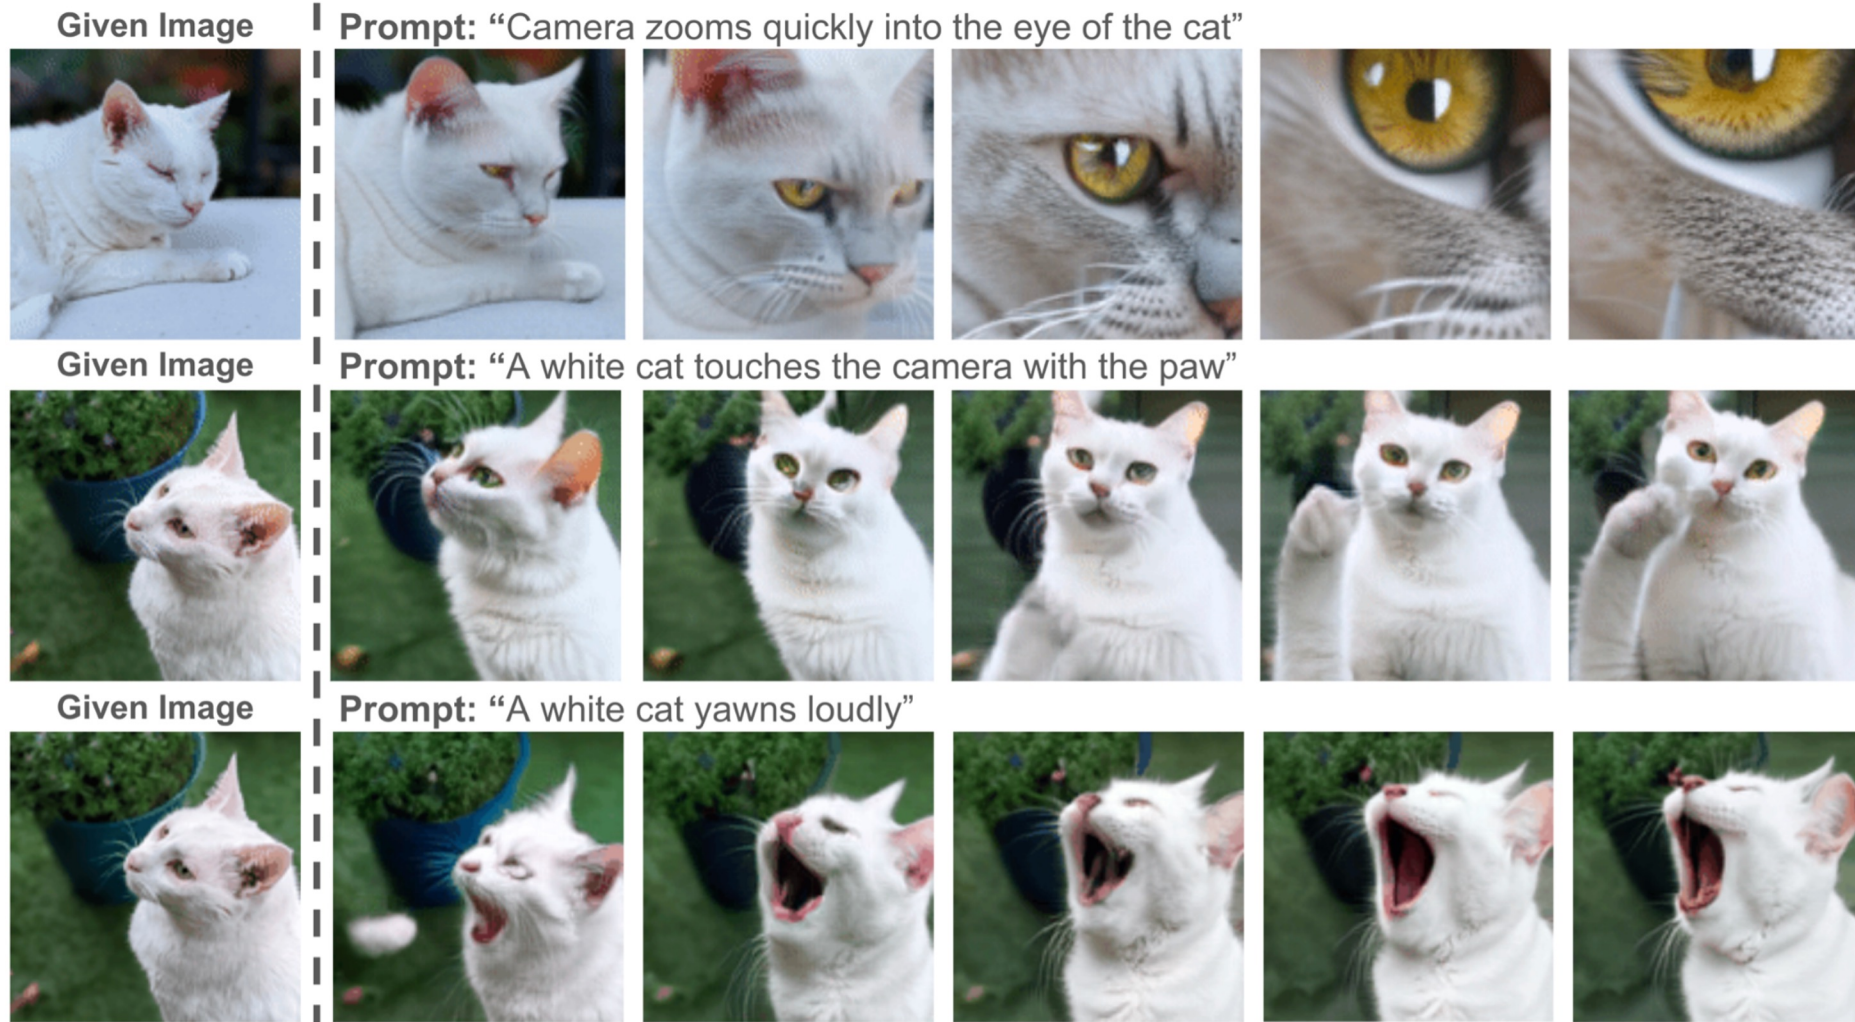 Given Image
Prompt: “Camera zooms quickly into the eye of the cat”
Given Image
Prompt: “A white cat touches the camera with the paw”
Given Image
Prompt: “A white cat yawns loudly”